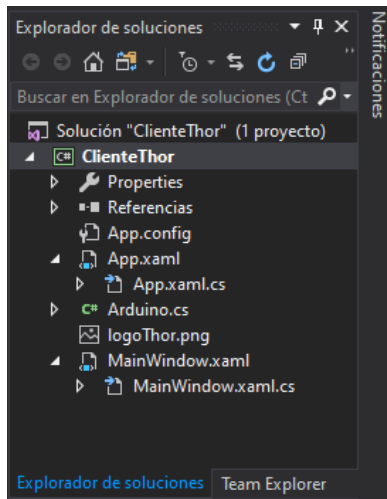 Explorador de soluciones
Notificaciones
Buscar en Explorador de soluciones (Ct
Solución "ClienteThor" (1 proyecto)
C# ClienteThor
Properties
Referencias
App.config
App.xaml
App.xaml.cs
C# Arduino.cs
logoThor.png
MainWindow.xaml
MainWindow.xaml.cs
Explorador de soluciones Team Explorer